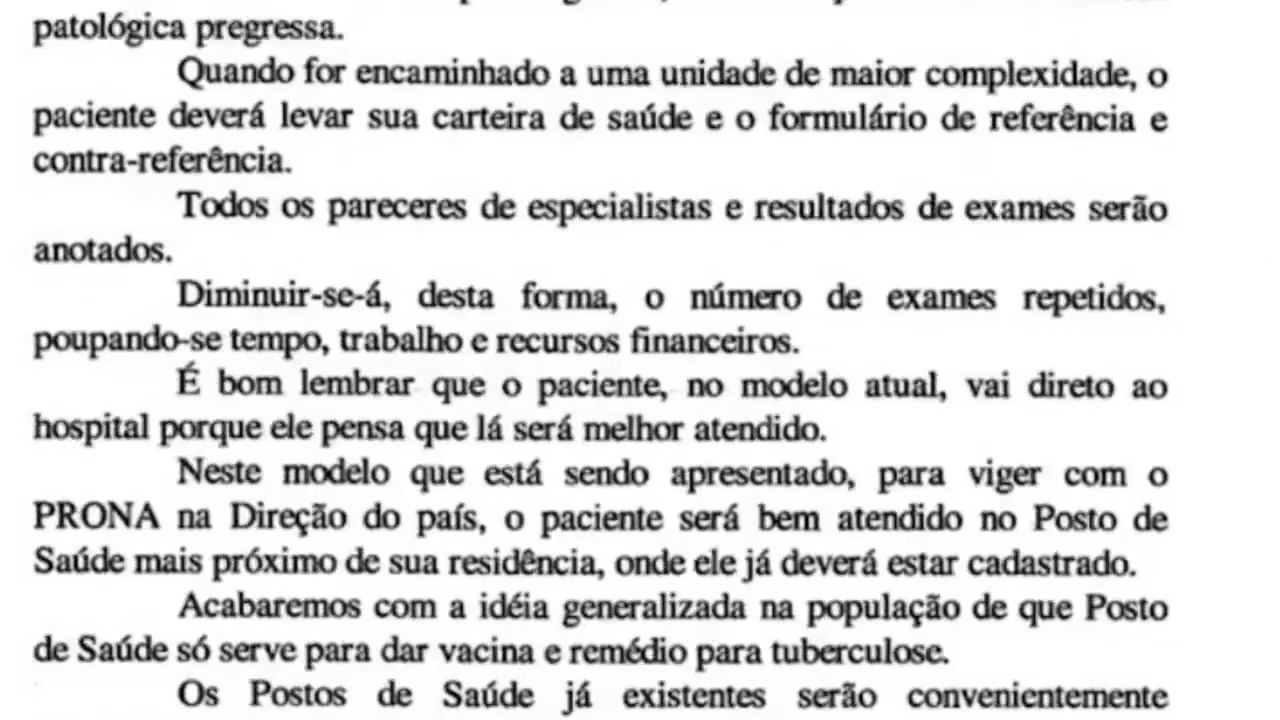 patológica pregressa.
Quando for encaminhado a uma unidade de maior complexidade, o
paciente deverá levar sua carteira de saúde e o formulário de referência e
contra-referência.
Todos os pareceres de especialistas e resultados de exames serão
anotados.
Diminuir-se-á, desta forma, o número de exames repetidos,
poupando-se tempo, trabalho e recursos financeiros.
É bom lembrar que o paciente, no modelo atual, vai direto ao
hospital porque ele pensa que lá será melhor atendido.
Neste modelo que está sendo apresentado, para viger com o
PRONA na Direção do país, o paciente será bem atendido no Posto de
Saúde mais próximo de sua residência, onde ele já deverá estar cadastrado.
Acabaremos com a idéia generalizada na população de que Posto
de Saúde só serve para dar vacina e remédio para tuberculose.
Os Postos de Saúde já existentes serão convenientemente